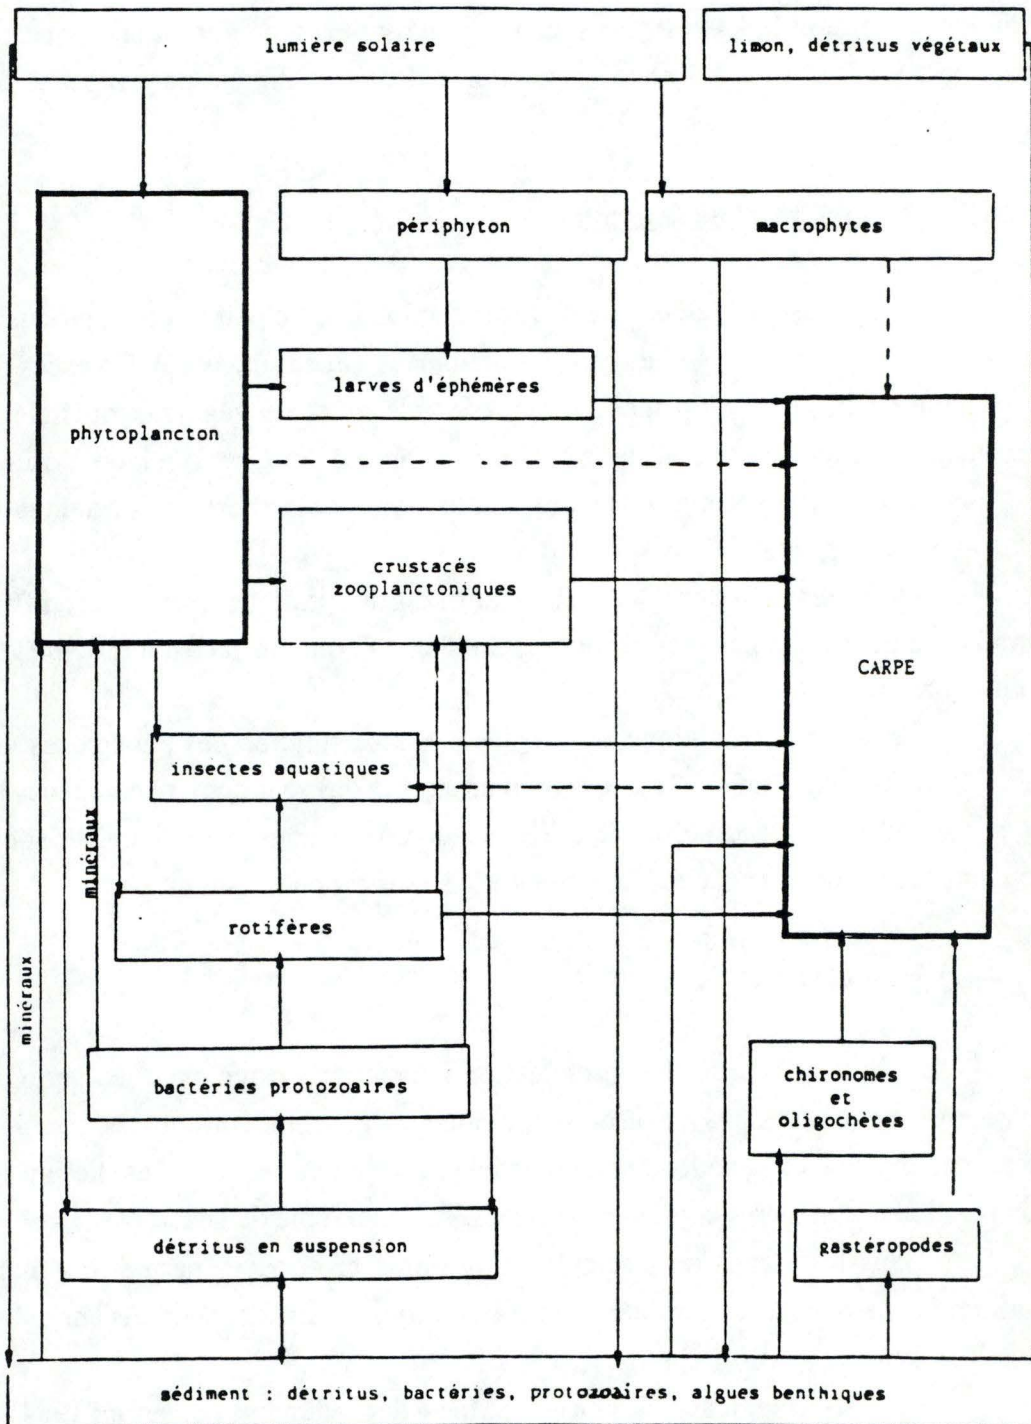 lumière solaire
limon, détritus végétaux
périphyton
macrophytes
larves d'éphémères
phytoplancton
crustacés
zooplanctoniques
CARPE
insectes aquatiques
minéraux
rotifères
minéraux
bactéries protozoaires
chironomes
et
oligochètes
détritus en suspension
gastéropodes
sédiment : détritus, bactéries, protozoaires, algues benthiques